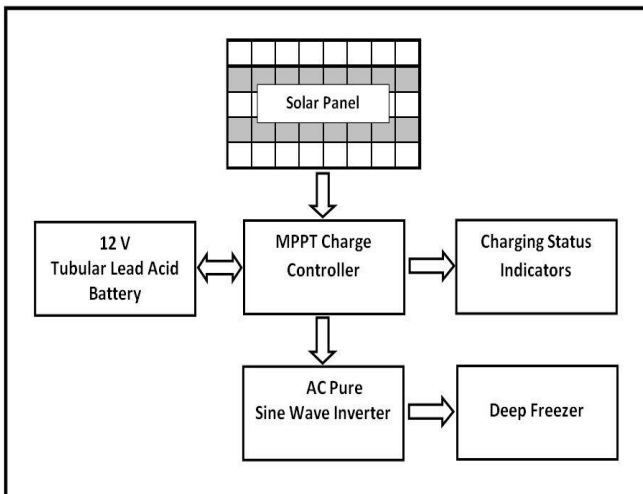 Solar Panel
12 V
Tubular Lead Acid
Battery
MPPT Charge
Controller
Charging Status
Indicators
AC Pure
Sine Wave Inverter
Deep Freezer